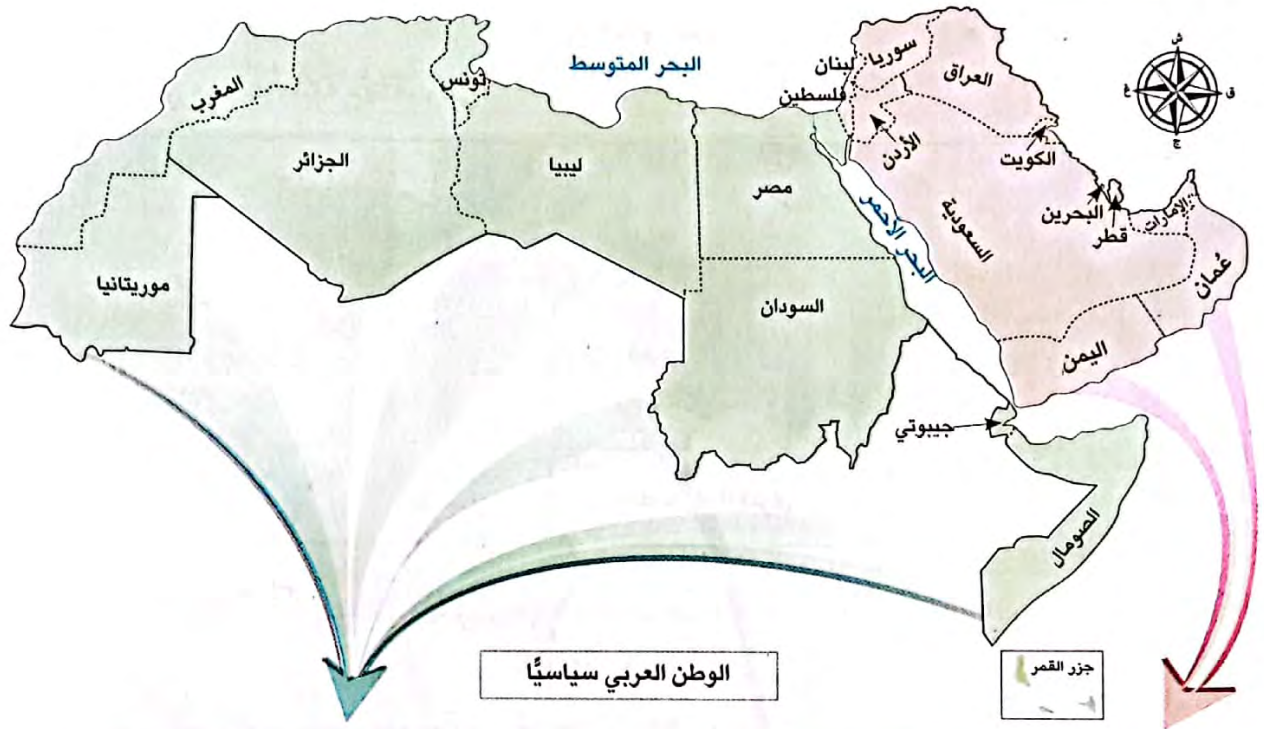 ش
غ
ق
ج
سوريا
لبنان
العراق
البحر المتوسط
تونس
المغرب
فلسطين
الأردن
الكويت
الجزائر
ليبيا
مصر
السعودية
البحر الأحمر
البحرين
قطر
الإمارات
عُمان
موريتانيا
السودان
اليمن
جيبوتي
الصومال
جزر القمر
الوطن العربي سياسيًّا